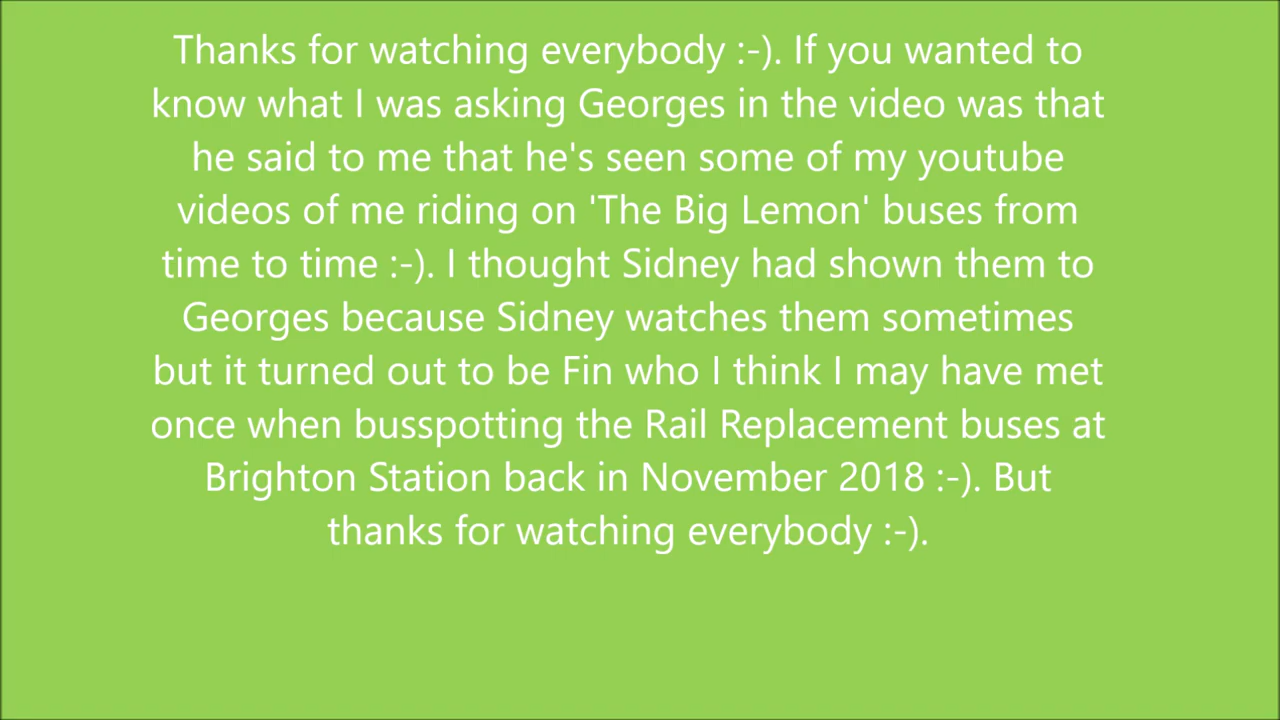 Thanks for watching everybody :-). If you wanted to
know what I was asking Georges in the video was that
he said to me that he's seen some of my youtube
videos of me riding on 'The Big Lemon' buses from
time to time :-). I thought Sidney had shown them to
Georges because Sidney watches them sometimes
but it turned out to be Fin who I think I may have met
once when busspotting the Rail Replacement buses at
Brighton Station back in November 2018 :-). But
thanks for watching everybody :-).